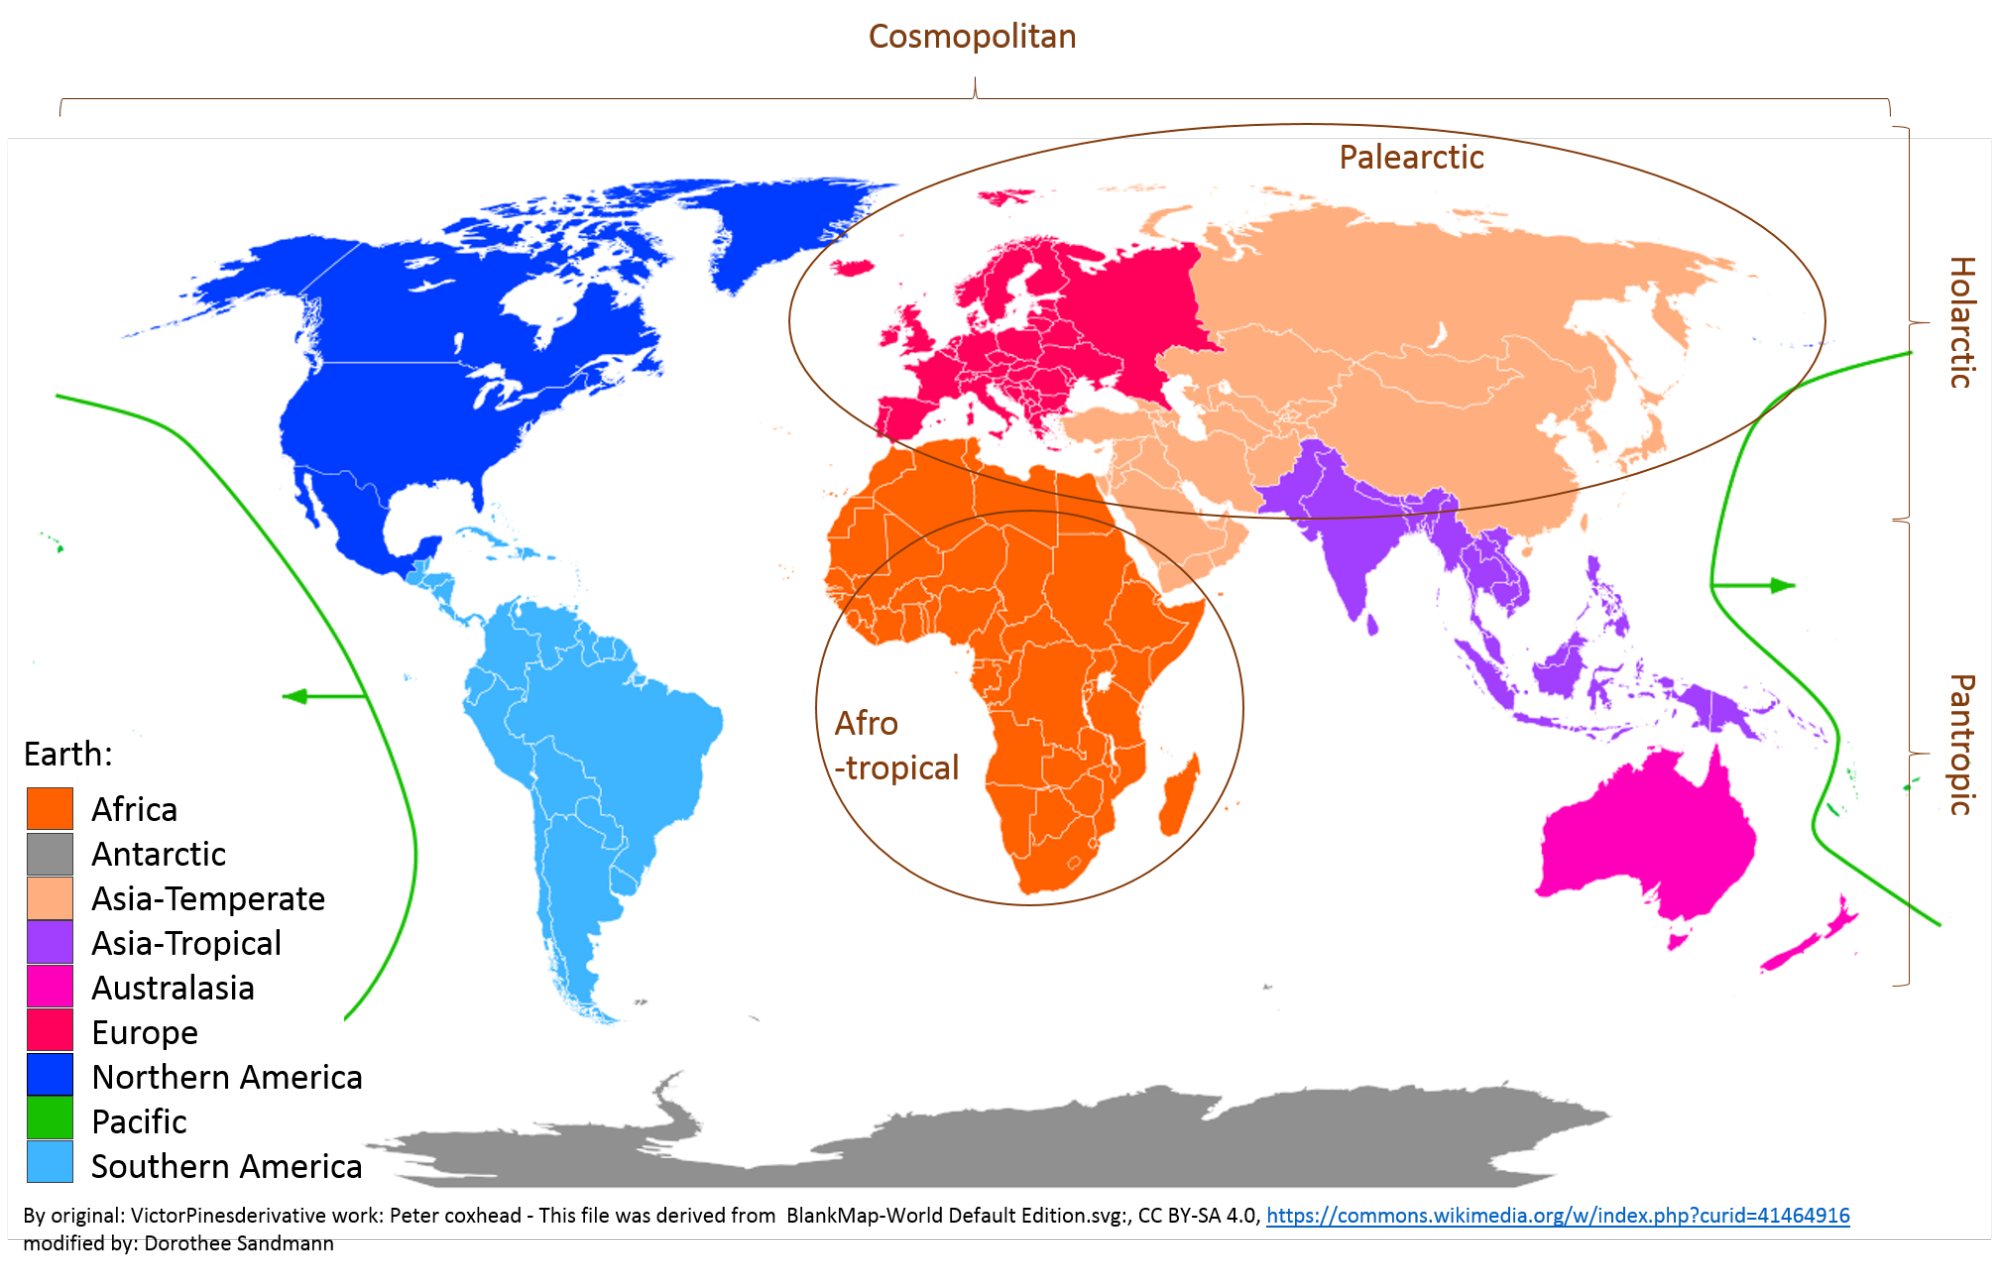 Cosmopolitan
Palearctic
Holarctic
Pantropic
Afro
-tropical
Earth:
Africa
Antarctic
Asia-Temperate
Asia-Tropical
Australasia
Europe
Northern America
Pacific
Southern America
By original: VictorPinesderivative work: Peter coxhead - This file was derived from  BlankMap-World Default Edition.svg:, CC BY-SA 4.0, https://commons.wikimedia.org/w/index.php?curid=41464916
modified by: Dorothee Sandmann